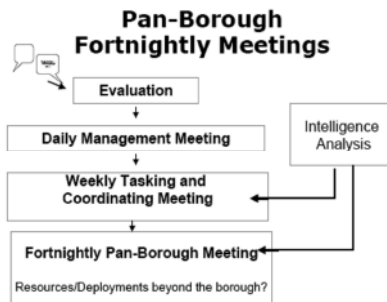 Pan-Borough
Fortnightly Meetings
Evaluation
Daily Management Meeting
Intelligence
Analysis
Weekly Tasking and
Coordinating Meeting
Fortnightly Pan-Borough Meeting
Resources/Deployments beyond the borough?